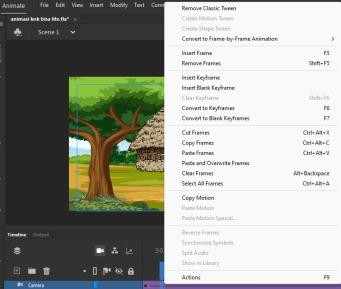 Animate
File Edit View Insert Modify Text Com
animasi kok bisa life.fla* ×
Scene 1
Timeline Output
30.
Camera
Remove Classic Tween
Create Motion Tween
Create Shape Tween
Convert to Frame-by-Frame Animation >
Insert Frame F5
Remove Frames Shift+F5
Insert Keyframe
Insert Blank Keyframe
Clear Keyframe Shift+F6
Convert to Keyframes F6
Convert to Blank Keyframes F7
Cut Frames Ctrl+Alt+X
Copy Frames Ctrl+Alt+C
Paste Frames Ctrl+Alt+V
Paste and Overwrite Frames
Clear Frames Alt+Backspace
Select All Frames Ctrl+Alt+A
Copy Motion
Paste Motion
Paste Motion Special...
Reverse Frames
Synchronize Symbols
Split Audio
Show in Library
Actions F9